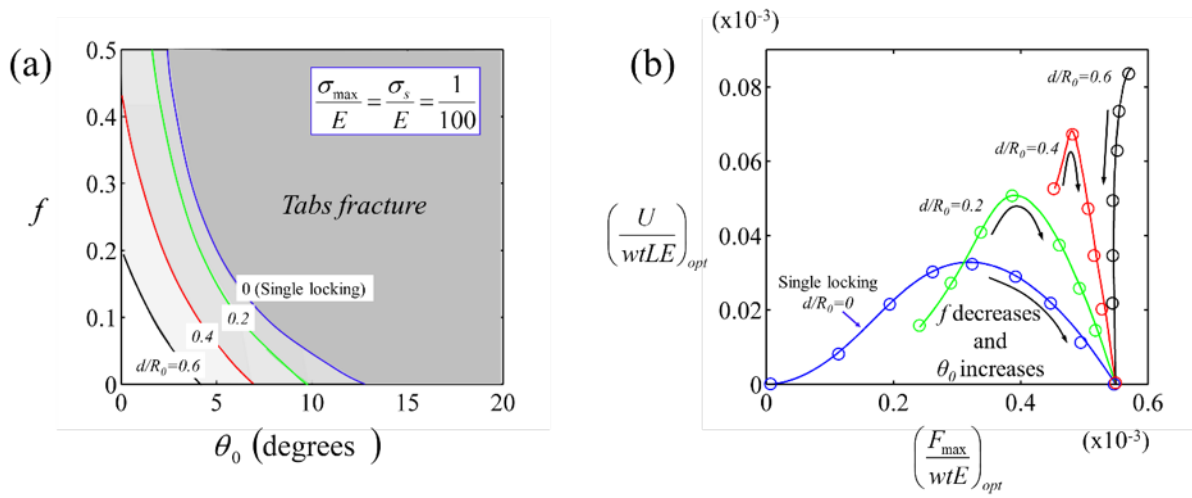 (a)
0.5
0.4
0.3
0.2
0.1
0
f
σmax/E = σs/E = 1/100
Tabs fracture
0 (Single locking)
0.2
0.4
d/R0=0.6
0 5 10 15 20
θ0 (degrees )
(b)
(x10-3)
0.08
0.06
0.04
0.02
0
(U/wtLE)opt
d/R0=0.6
d/R0=0.4
d/R0=0.2
Single locking
d/R0=0
f decreases
and
θ0 increases
0 0.2 0.4 0.6
(Fmax/wtE)opt
(x10-3)